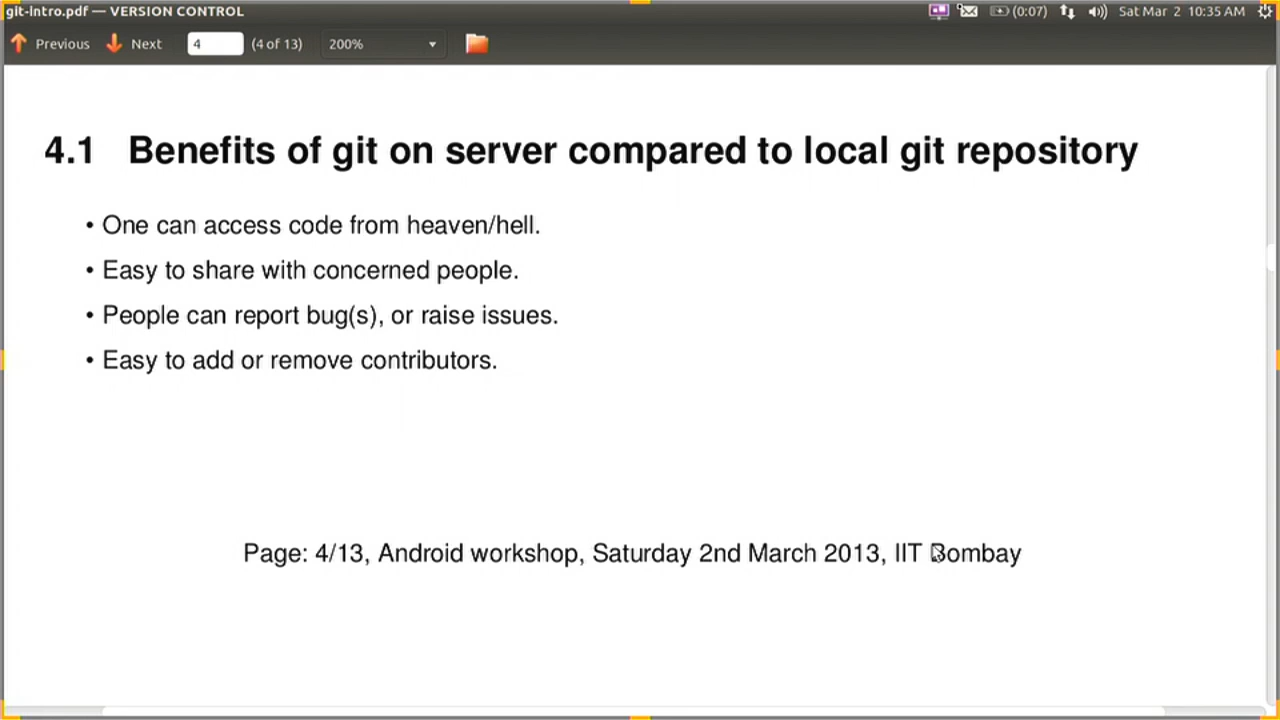 git-intro.pdf — VERSION CONTROL
(0:07) Sat Mar 2 10:35 AM
Previous Next 4 (4 of 13) 200%
4.1 Benefits of git on server compared to local git repository
• One can access code from heaven/hell.
• Easy to share with concerned people.
• People can report bug(s), or raise issues.
• Easy to add or remove contributors.
Page: 4/13, Android workshop, Saturday 2nd March 2013, IIT Bombay